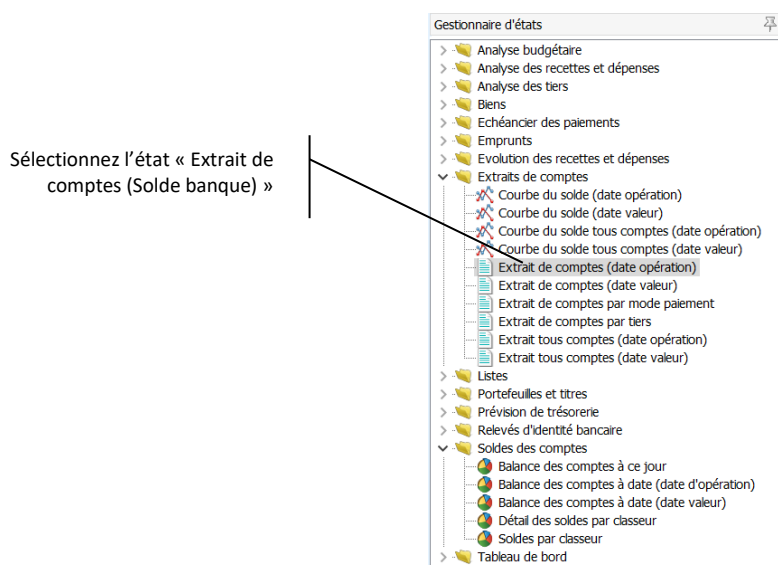 Gestionnaire d'états
Analyse budgétaire
Analyse des recettes et dépenses
Analyse des tiers
Biens
Echéancier des paiements
Emprunts
Evolution des recettes et dépenses
Extraits de comptes
Courbe du solde (date opération)
Courbe du solde (date valeur)
Courbe du solde tous comptes (date opération)
Courbe du solde tous comptes (date valeur)
Extrait de comptes (date opération)
Extrait de comptes (date valeur)
Extrait de comptes par mode paiement
Extrait de comptes par tiers
Extrait tous comptes (date opération)
Extrait tous comptes (date valeur)
Listes
Portefeuilles et titres
Prévision de trésorerie
Relevés d'identité bancaire
Soldes des comptes
Balance des comptes à ce jour
Balance des comptes à date (date d'opération)
Balance des comptes à date (date valeur)
Détail des soldes par classeur
Soldes par classeur
Tableau de bord
Sélectionnez l’état « Extrait de
comptes (Solde banque) »